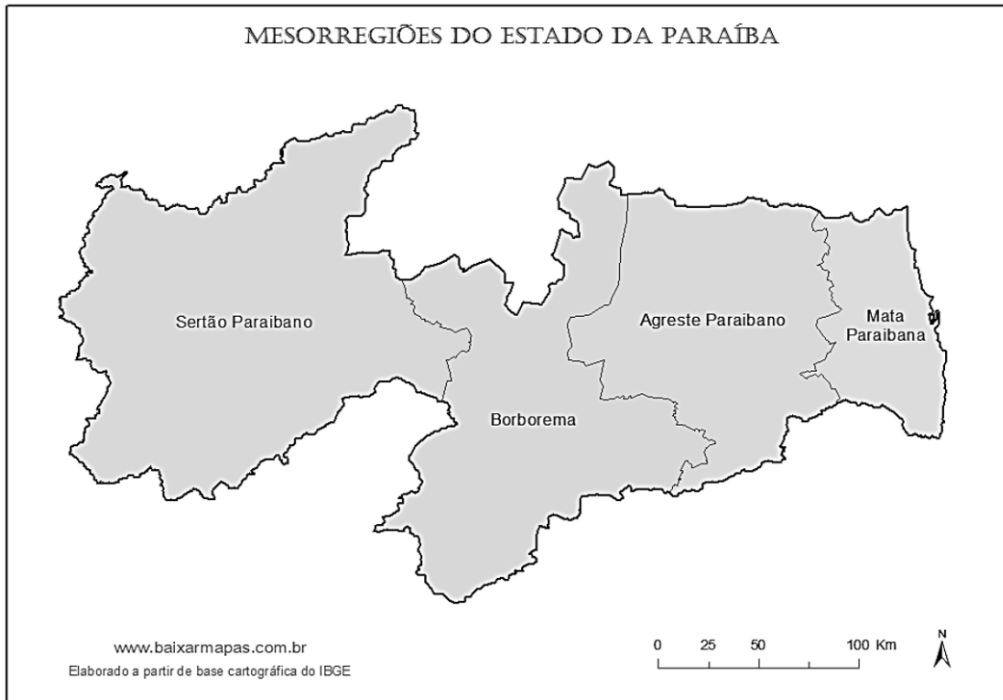 MESORREGIÕES DO ESTADO DA PARAÍBA
Sertão Paraibano
Borborema
Agreste Paraibano
Mata
Paraibana
www.baixarmapas.com.br
Elaborado a partir de base cartográfica do IBGE
0 25 50 100 Km
N